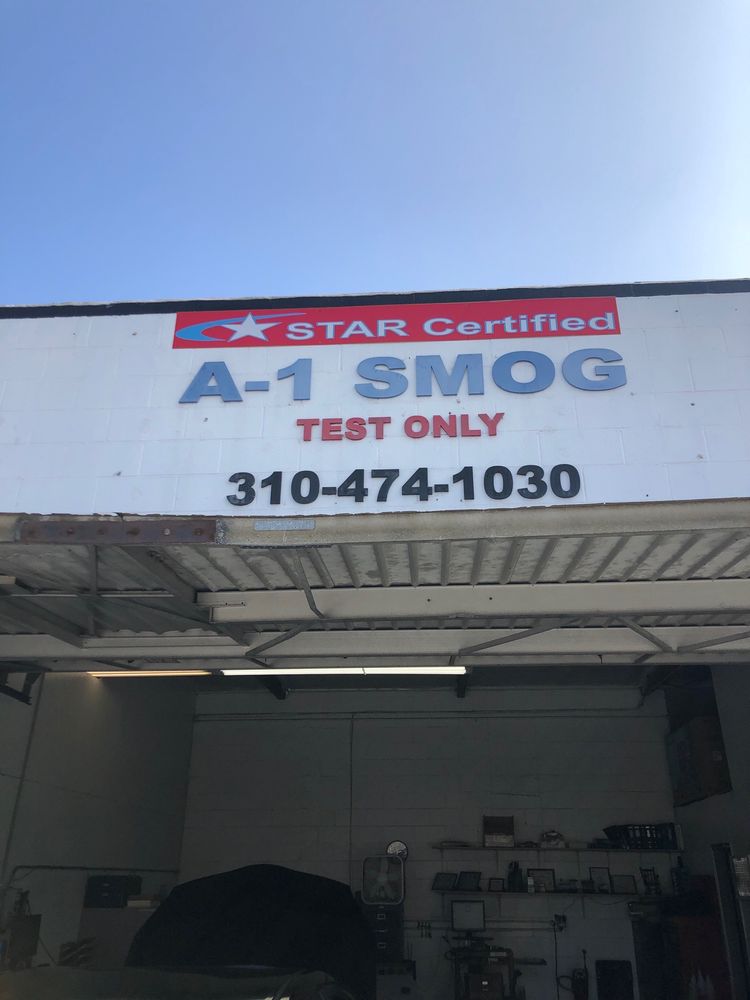 STAR Certified
A-1 SMOG
TEST ONLY
310-474-1030